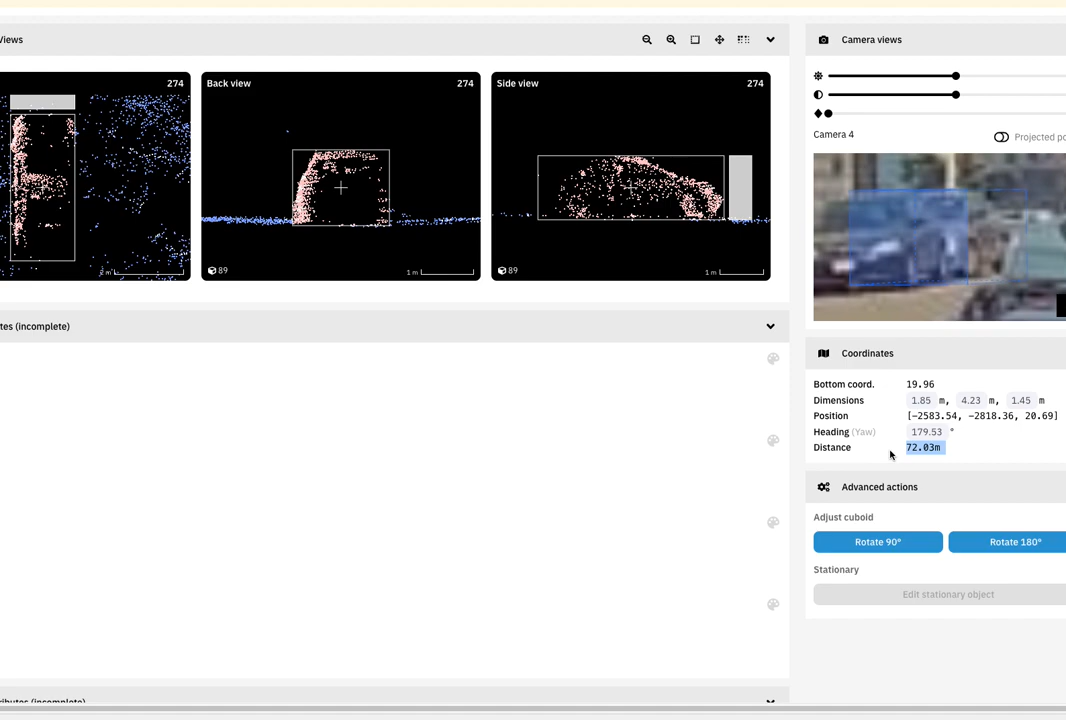 Views
Camera views
274
Back view 274
Side view 274
89
1 m
89
1 m
Camera 4
Projected po
tes (incomplete)
Coordinates
Bottom coord. 19.96
Dimensions 1.85 m, 4.23 m, 1.45 m
Position [-2583.54, -2818.36, 20.69]
Heading (Yaw) 179.53 °
Distance 72.03m
Advanced actions
Adjust cuboid
Rotate 90° Rotate 180°
Stationary
Edit stationary object
ributes (incomplete)